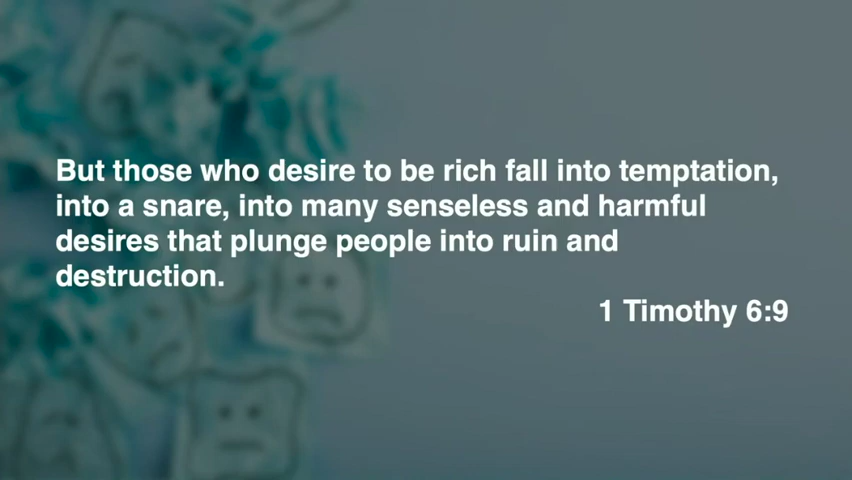 But those who desire to be rich fall into temptation,
into a snare, into many senseless and harmful
desires that plunge people into ruin and
destruction.
1 Timothy 6:9